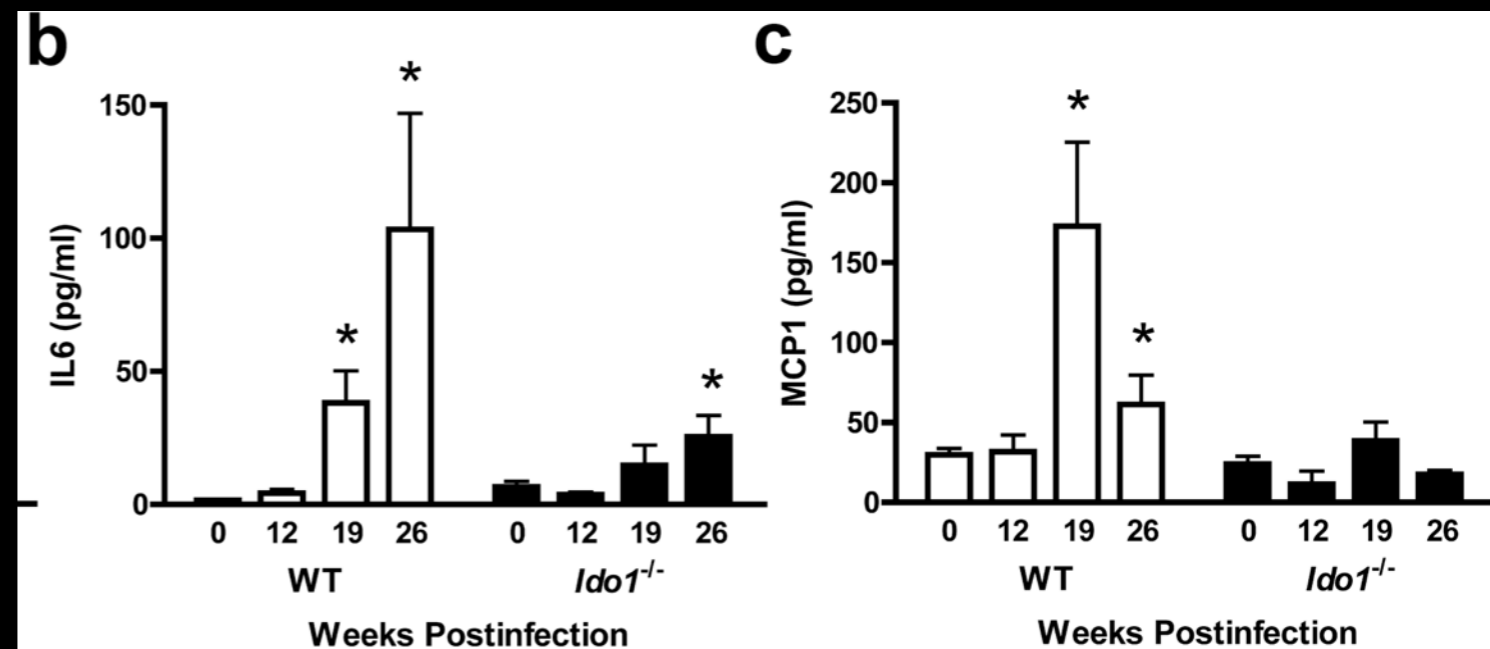 b
*
*
*
150
100
50
0
IL6 (pg/ml)
0 12 19 26 0 12 19 26
WT Ido1-/-
Weeks Postinfection
c
*
*
250
200
150
100
50
0
MCP1 (pg/ml)
0 12 19 26 0 12 19 26
WT Ido1-/-
Weeks Postinfection